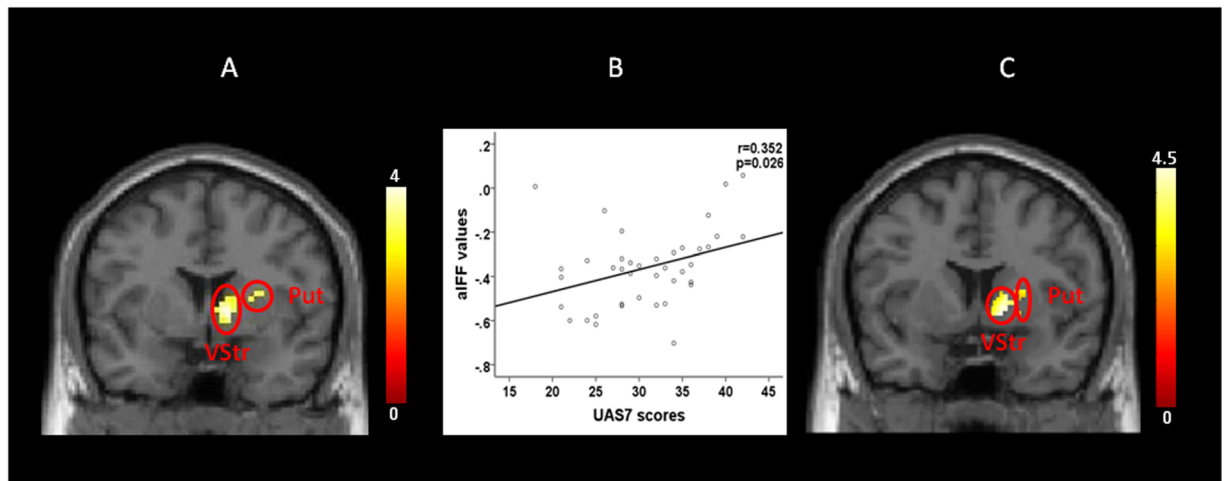 A
B
C
4
0
Put
VStr
r=0.352
p=0.026
.2
.0
-.2
-.4
-.6
-.8
aIFF values
15 20 25 30 35 40 45
UAS7 scores
4.5
0
Put
VStr